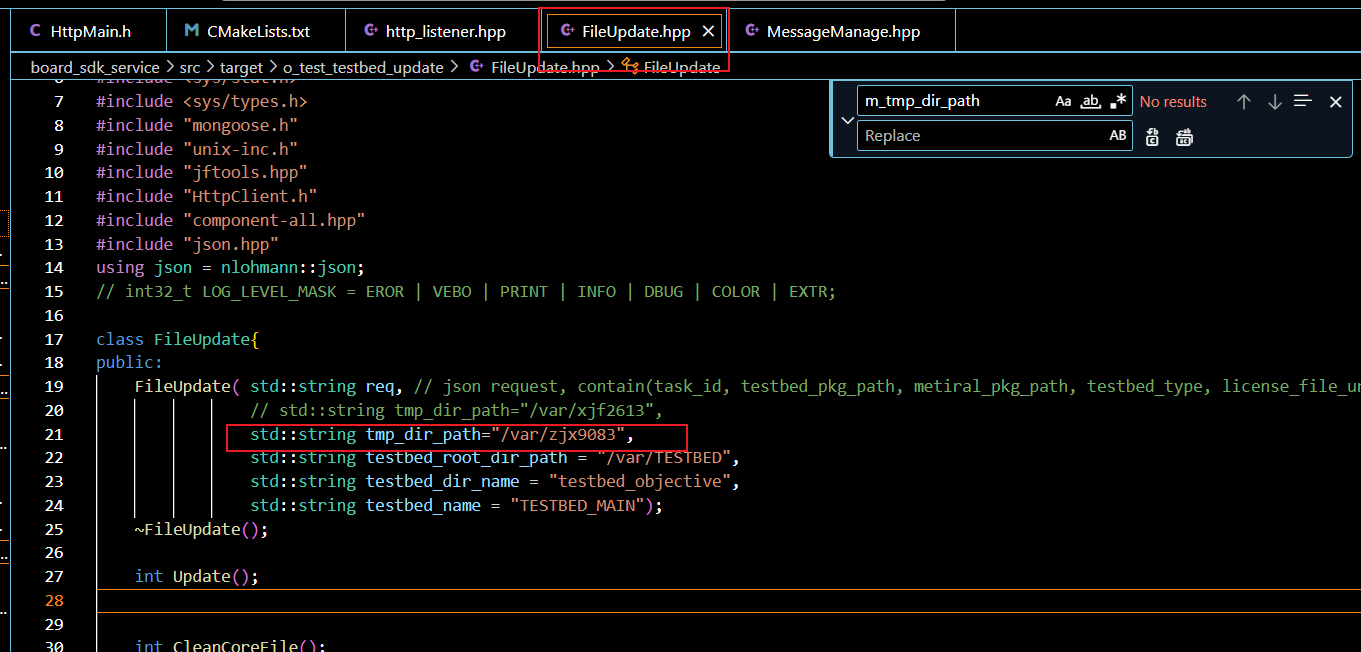 HttpMain.h
CMakeLists.txt
http_listener.hpp
FileUpdate.hpp
MessageManage.hpp
board_sdk_service > src > target > o_test_testbed_update > FileUpdate.hpp > FileUpdate
m_tmp_dir_path Aa ab .* No results
Replace AB
6 #include <sys/stat.h>
7 #include <sys/types.h>
8 #include "mongoose.h"
9 #include "unix-inc.h"
10 #include "jftools.hpp"
11 #include "HttpClient.h"
12 #include "component-all.hpp"
13 #include "json.hpp"
14 using json = nlohmann::json;
15 // int32_t LOG_LEVEL_MASK = EROR | VEBO | PRINT | INFO | DBUG | COLOR | EXTR;
16
17 class FileUpdate{
18 public:
19 FileUpdate( std::string req, // json request, contain(task_id, testbed_pkg_path, metiral_pkg_path, testbed_type, license_file_ur
20 // std::string tmp_dir_path="/var/xjf2613",
21 std::string tmp_dir_path="/var/zjx9083",
22 std::string testbed_root_dir_path = "/var/TESTBED",
23 std::string testbed_dir_name = "testbed_objective",
24 std::string testbed_name = "TESTBED_MAIN");
25 ~FileUpdate();
26
27 int Update();
28
29
30 int CleanCoreFile();